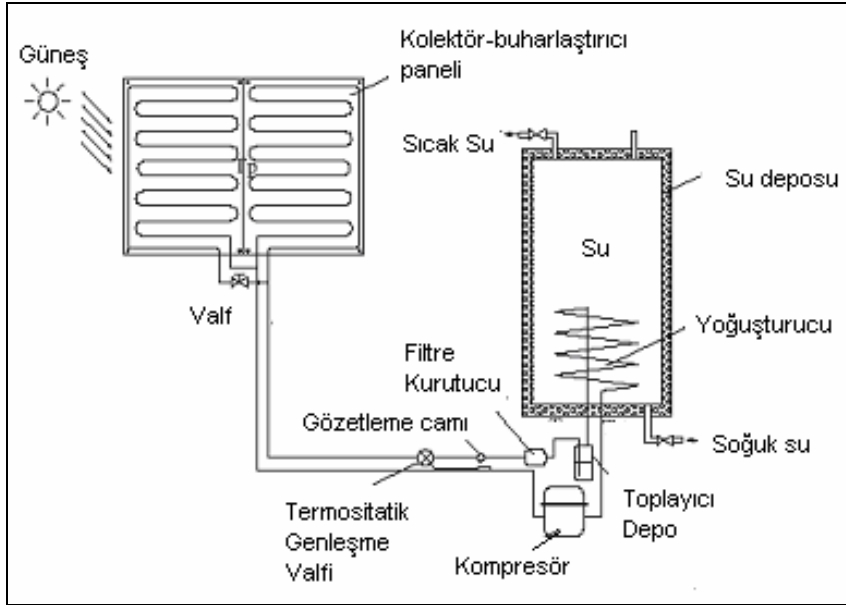 Güneş
Kolektör-buharlaştırıcı
paneli
Sıcak Su
Su deposu
Su
Valf
Yoğuşturucu
Filtre
Kurutucu
Gözetleme camı
Soğuk su
Termositatik
Genleşme
Valfi
Toplayıcı
Depo
Kompresör